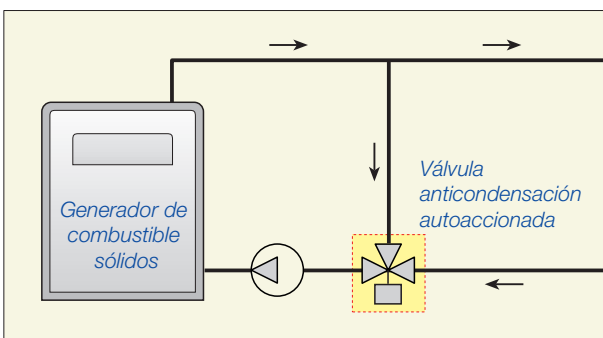 Válvula
anticondensación
autoaccionada
Generador de
combustible
sólidos